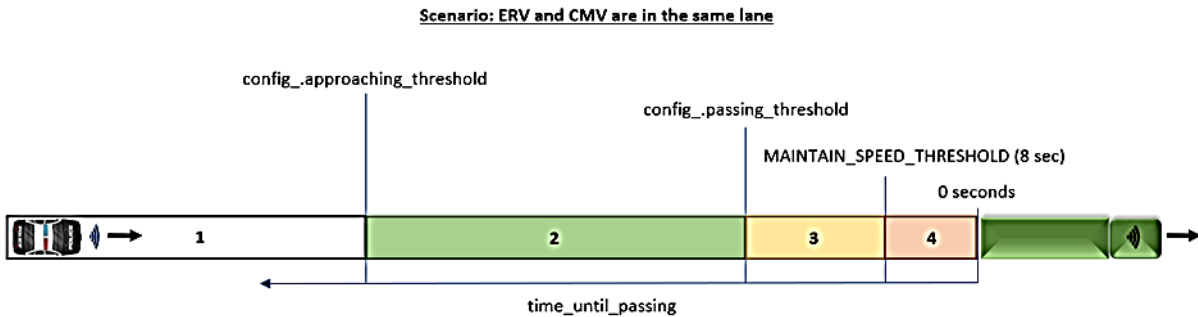 Scenario: ERV and CMV are in the same lane
config_.approaching_threshold
config_.passing_threshold
MAINTAIN_SPEED_THRESHOLD (8 sec)
0 seconds
1
2
3
4
time_until_passing